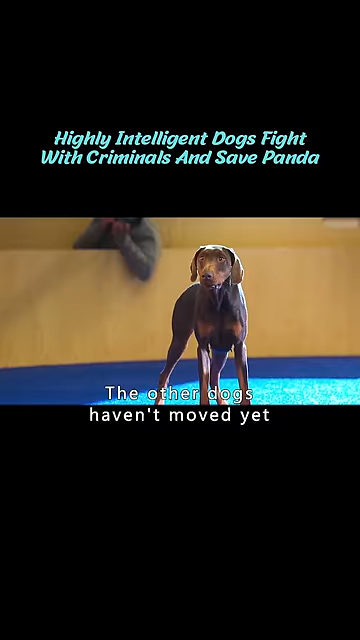 Highly Intelligent Dogs Fight
With Criminals And Save Panda
The other dogs
haven't moved yet